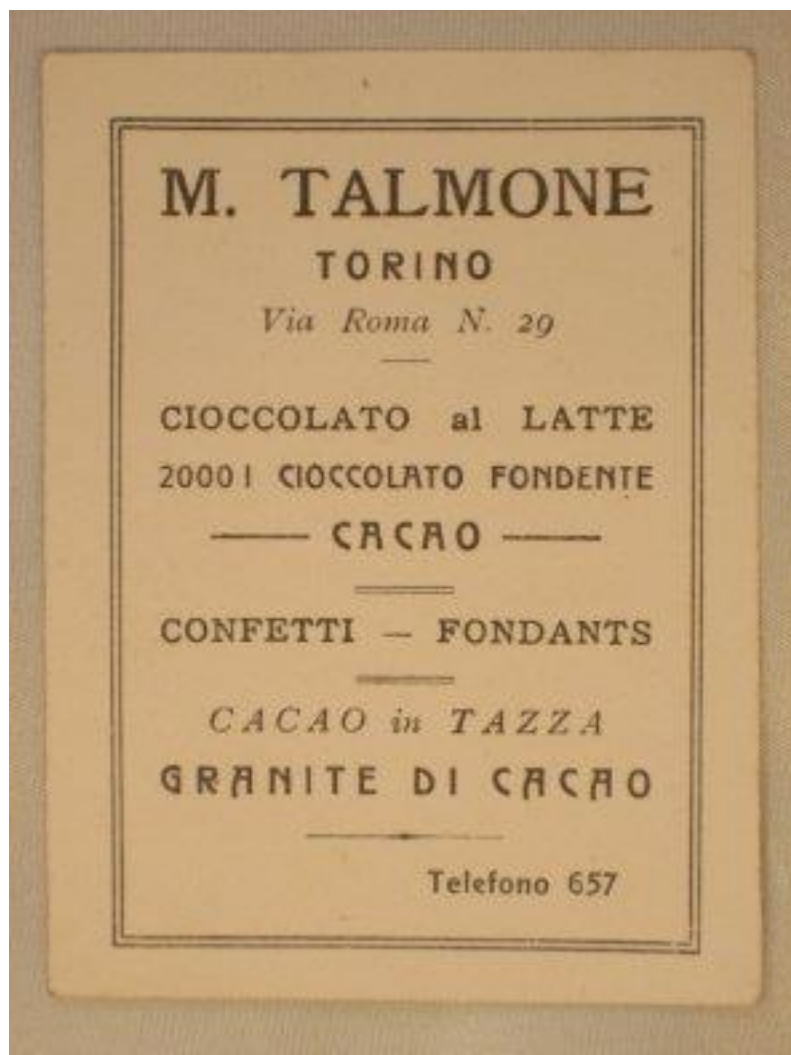 M. TALMONE
TORINO
Via Roma N. 29
CIOCCOLATO al LATTE
2000 I CIOCCOLATO FONDENTE
— CACAO —
CONFETTI — FONDANTS
CACAO in TAZZA
GRANITE DI CACAO
Telefono 657